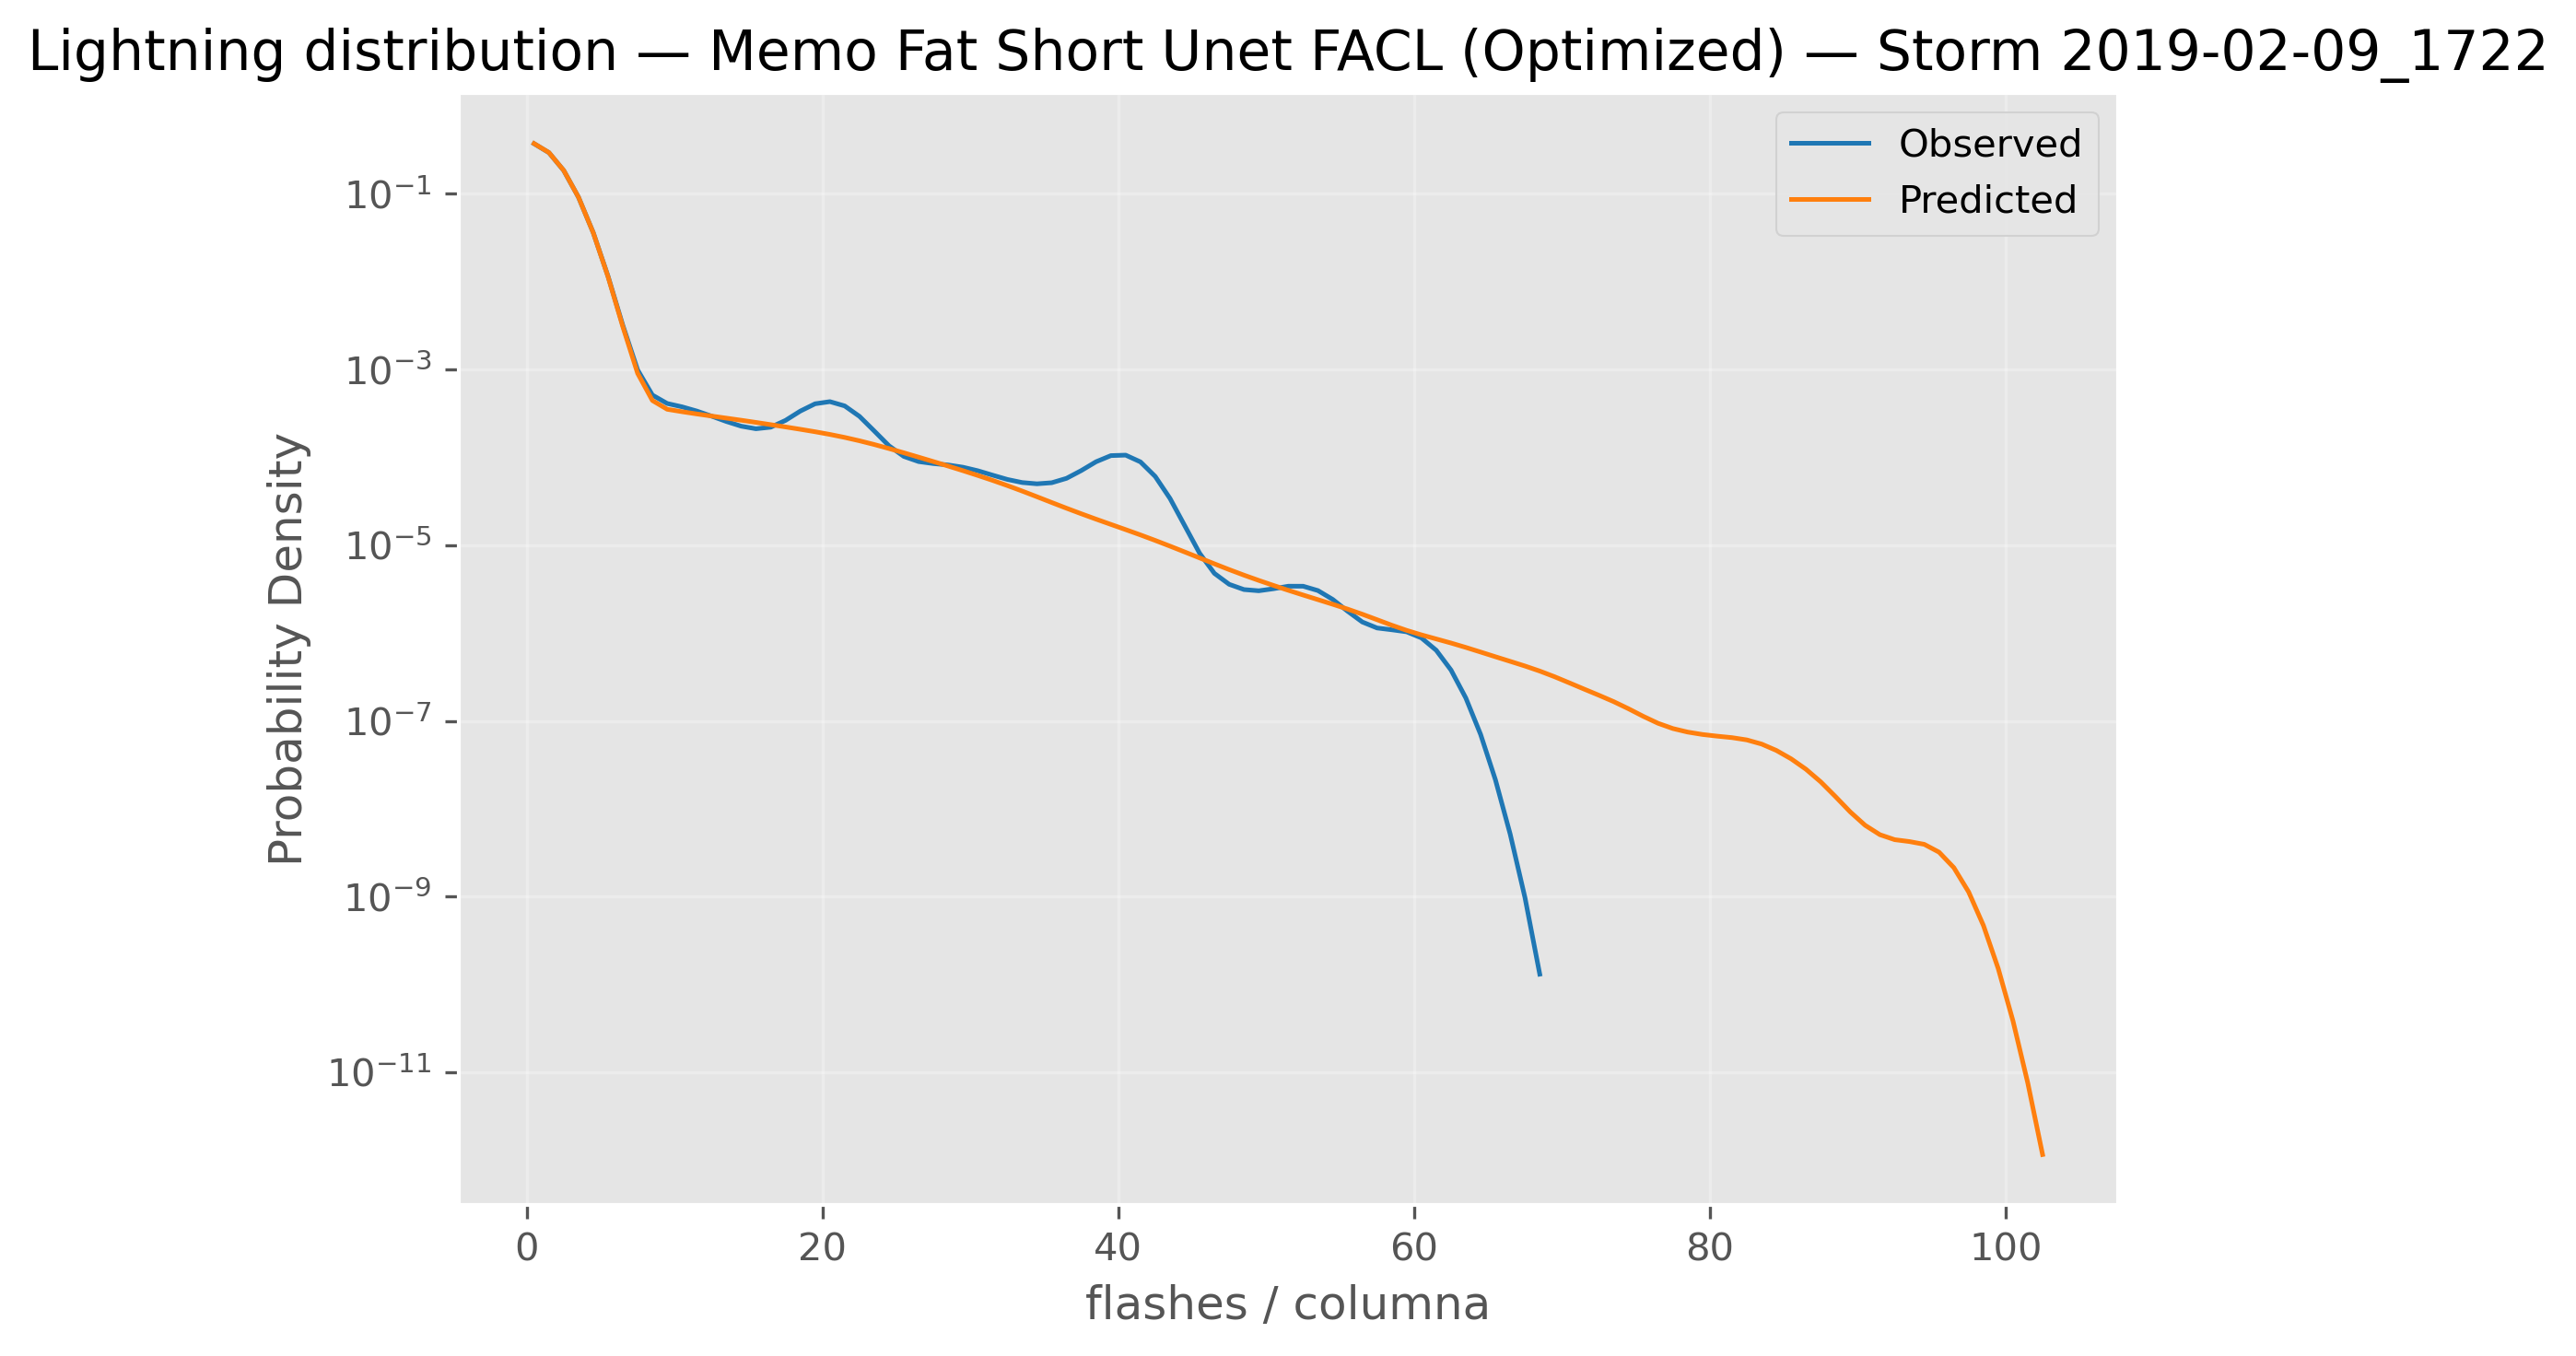 Lightning distribution — Memo Fat Short Unet FACL (Optimized) — Storm 2019-02-09_1722
Observed
Predicted
Probability Density
10⁻¹
10⁻³
10⁻⁵
10⁻⁷
10⁻⁹
10⁻¹¹
0 20 40 60 80 100
flashes / columna